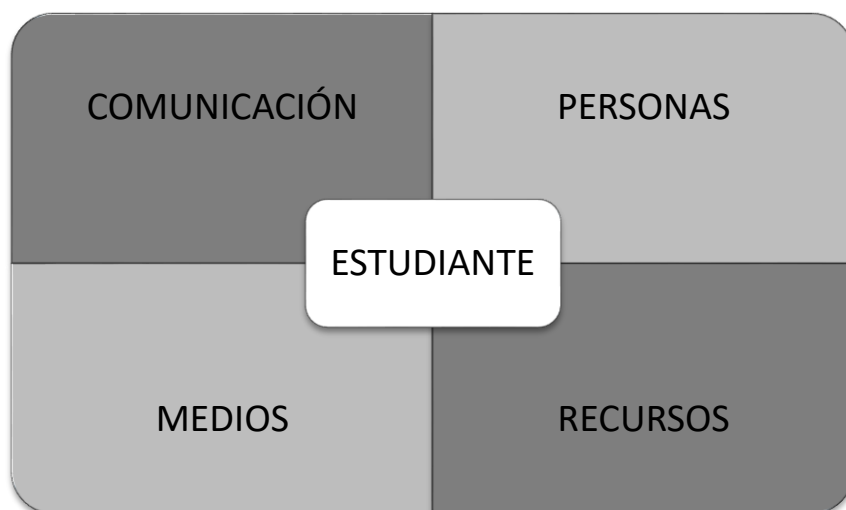 COMUNICACIÓN
PERSONAS
ESTUDIANTE
MEDIOS
RECURSOS